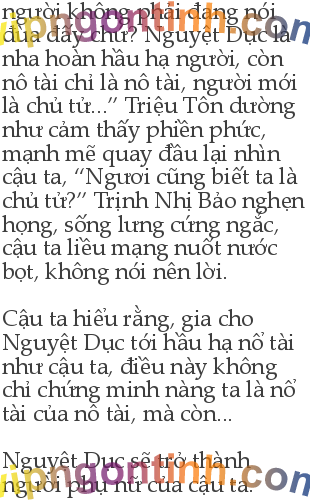 người không phải đang nói
đùa đấy chứ? Nguyệt Dục là
nha hoàn hầu hạ người, còn
nô tài chỉ là nô tài, người mới
là chủ tử...” Triệu Tôn dường
như cảm thấy phiền phức,
mạnh mẽ quay đầu lại nhìn
cậu ta, “Ngươi cũng biết ta là
chủ tử?” Trịnh Nhị Bảo nghẹn
họng, sống lưng cứng ngắc,
cậu ta liều mạng nuốt nước
bọt, không nói nên lời.
Cậu ta hiểu rằng, gia cho
Nguyệt Dục tới hầu hạ nổ tài
như cậu ta, điều này không
chỉ chứng minh nàng ta là nổ
tài của nô tài, mà còn...
Nguyệt Dục sẽ trở thành
người phụ nữ của cậu ta.
vipngontinh.com